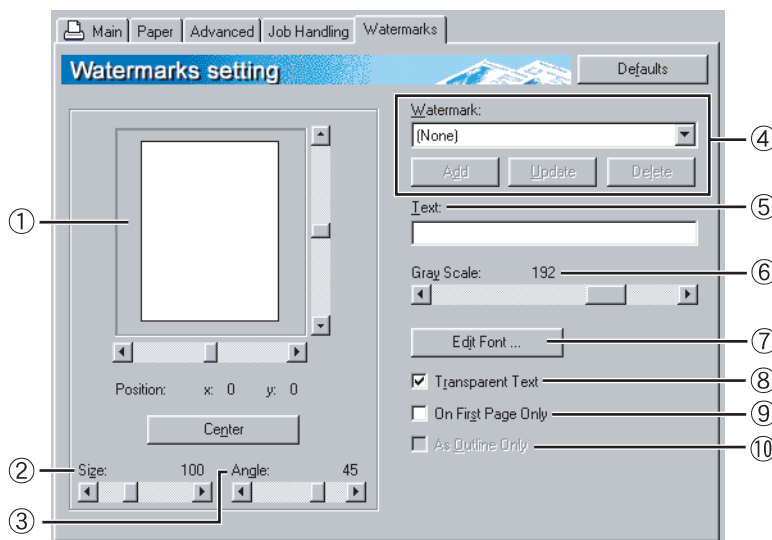 Main Paper Advanced Job Handling Watermarks
Watermarks setting Defaults
Watermark:
(None) ④
Add Update Delete
Text: ⑤
①
Gray Scale: 192 ⑥
Edit Font ... ⑦
Position: x: 0 y: 0
Transparent Text ⑧
On First Page Only ⑨
Center
As Outline Only ⑩
② Size: 100 Angle: 45
③